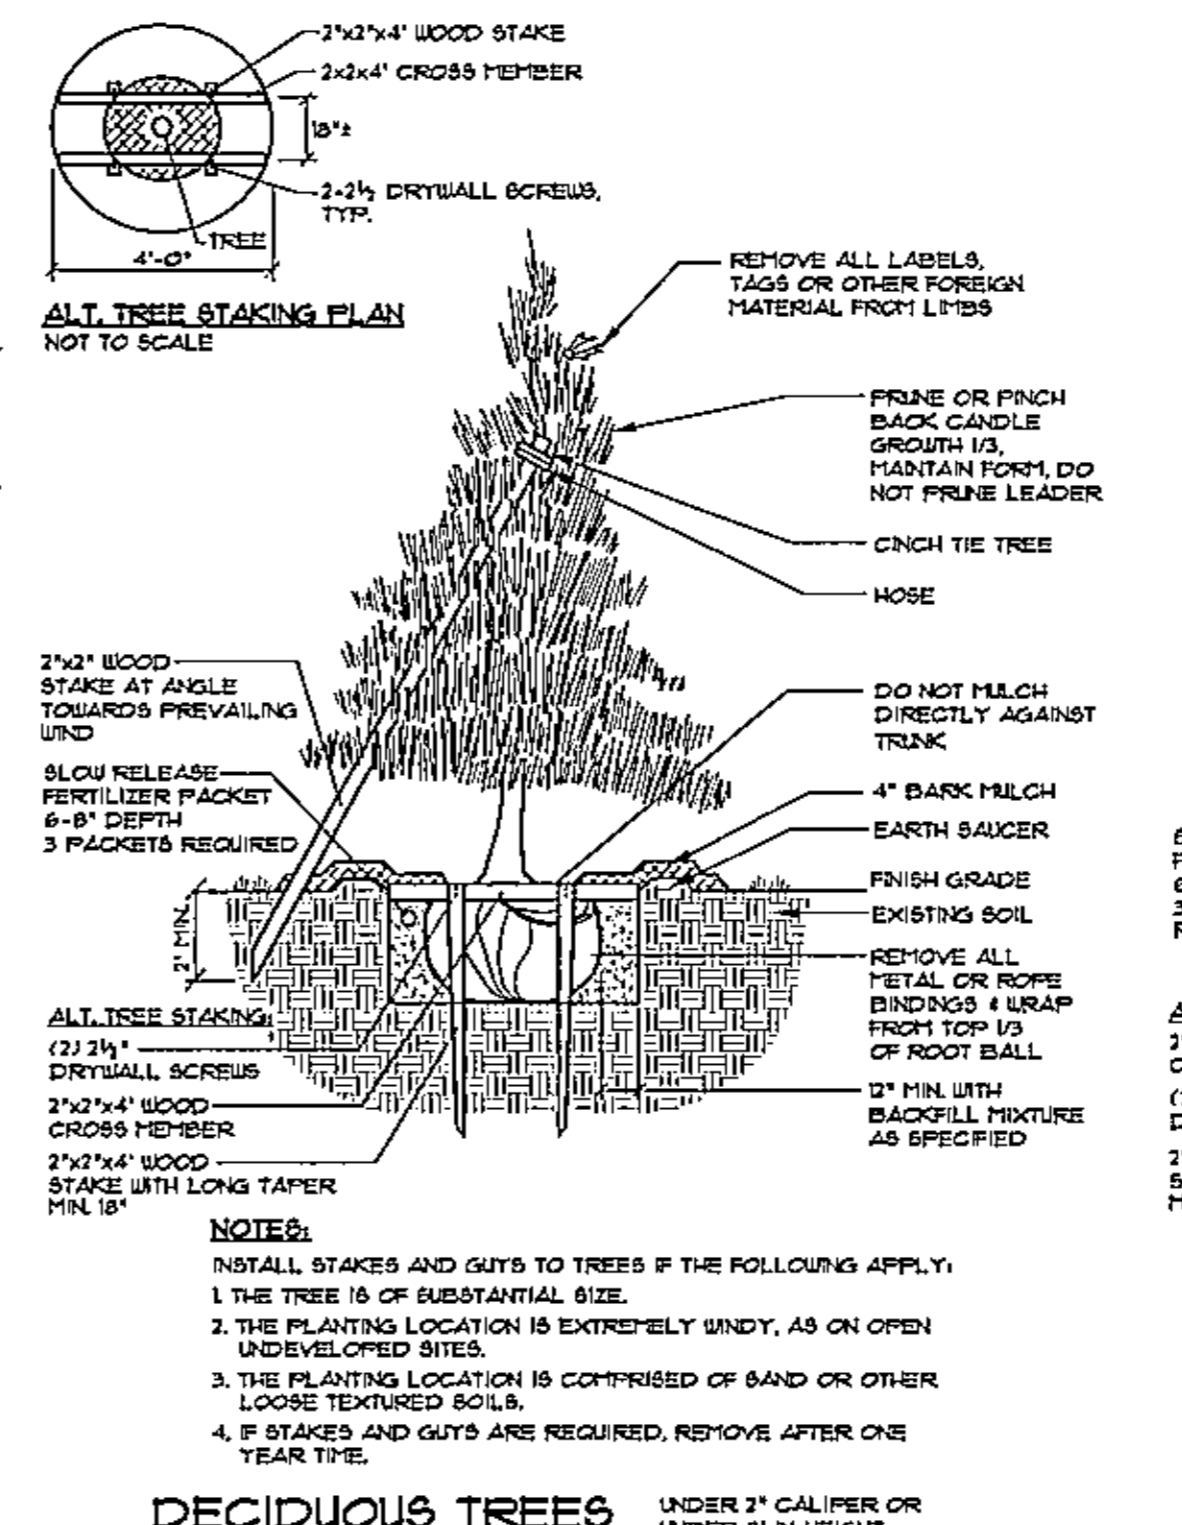 2"x2"x4' WOOD STAKE
2x2x4' CROSS MEMBER
18"±
2-2½ DRYWALL SCREWS,
TYP.
TREE
4'-0"
ALT. TREE STAKING PLAN
NOT TO SCALE
REMOVE ALL LABELS,
TAGS OR OTHER FOREIGN
MATERIAL FROM LIMBS
PRUNE OR PINCH
BACK CANDLE
GROWTH 1/3,
MAINTAIN FORM, DO
NOT PRUNE LEADER
CINCH TIE TREE
HOSE
2"x2" WOOD
STAKE AT ANGLE
TOWARDS PREVAILING
WIND
SLOW RELEASE
FERTILIZER PACKET
6-8" DEPTH
3 PACKETS REQUIRED
2' MIN.
DO NOT MULCH
DIRECTLY AGAINST
TRUNK
4" BARK MULCH
EARTH SAUCER
FINISH GRADE
EXISTING SOIL
REMOVE ALL
METAL OR ROPE
BINDINGS & WRAP
FROM TOP 1/3
OF ROOT BALL
12" MIN. WITH
BACKFILL MIXTURE
AS SPECIFIED
ALT. TREE STAKING:
(2) 2½"
DRYWALL SCREWS
2"x2"x4' WOOD
CROSS MEMBER
2"x2"x4' WOOD
STAKE WITH LONG TAPER
MIN. 18"
NOTES:
INSTALL STAKES AND GUYS TO TREES IF THE FOLLOWING APPLY:
1. THE TREE IS OF SUBSTANTIAL SIZE.
2. THE PLANTING LOCATION IS EXTREMELY WINDY, AS ON OPEN
UNDEVELOPED SITES.
3. THE PLANTING LOCATION IS COMPRISED OF SAND OR OTHER
LOOSE TEXTURED SOILS.
4. IF STAKES AND GUYS ARE REQUIRED, REMOVE AFTER ONE
YEAR TIME.
DECIDUOUS TREES
UNDER 2" CALIPER OR